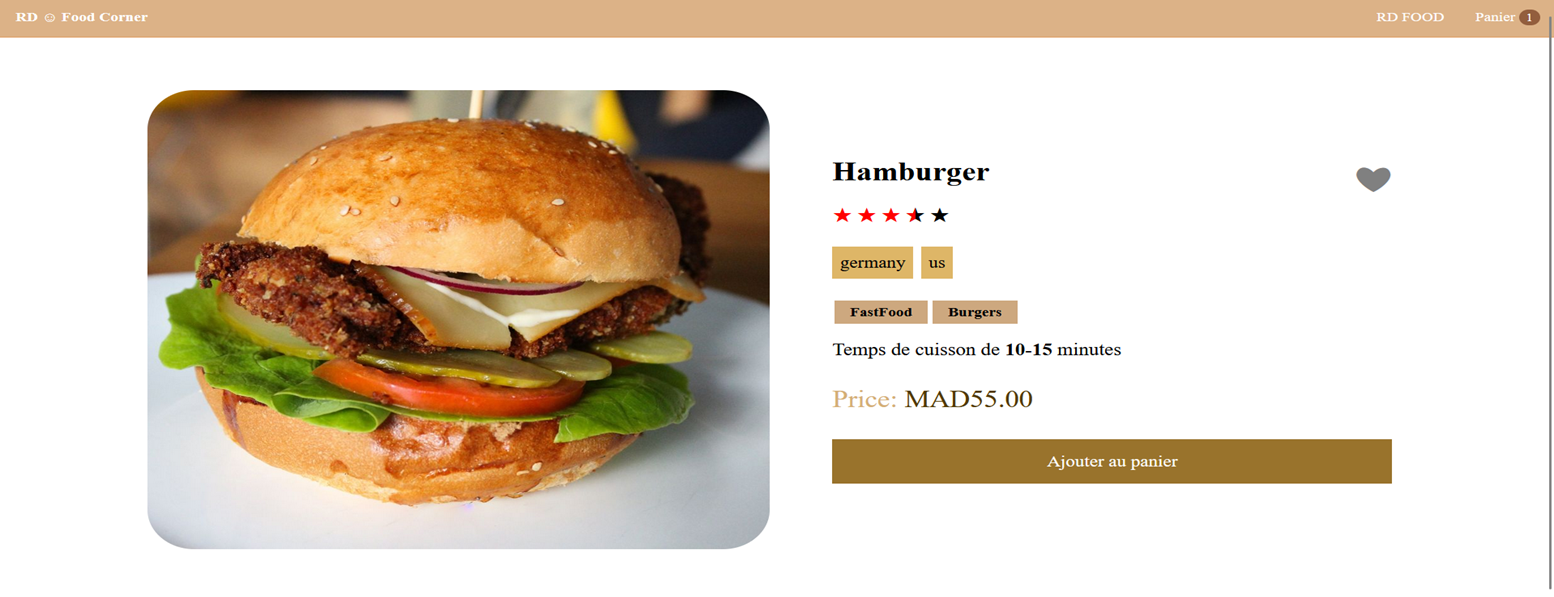 RD ☺ Food Corner
RD FOOD
Panier 1
Hamburger
germany us
FastFood Burgers
Temps de cuisson de 10-15 minutes
Price: MAD55.00
Ajouter au panier